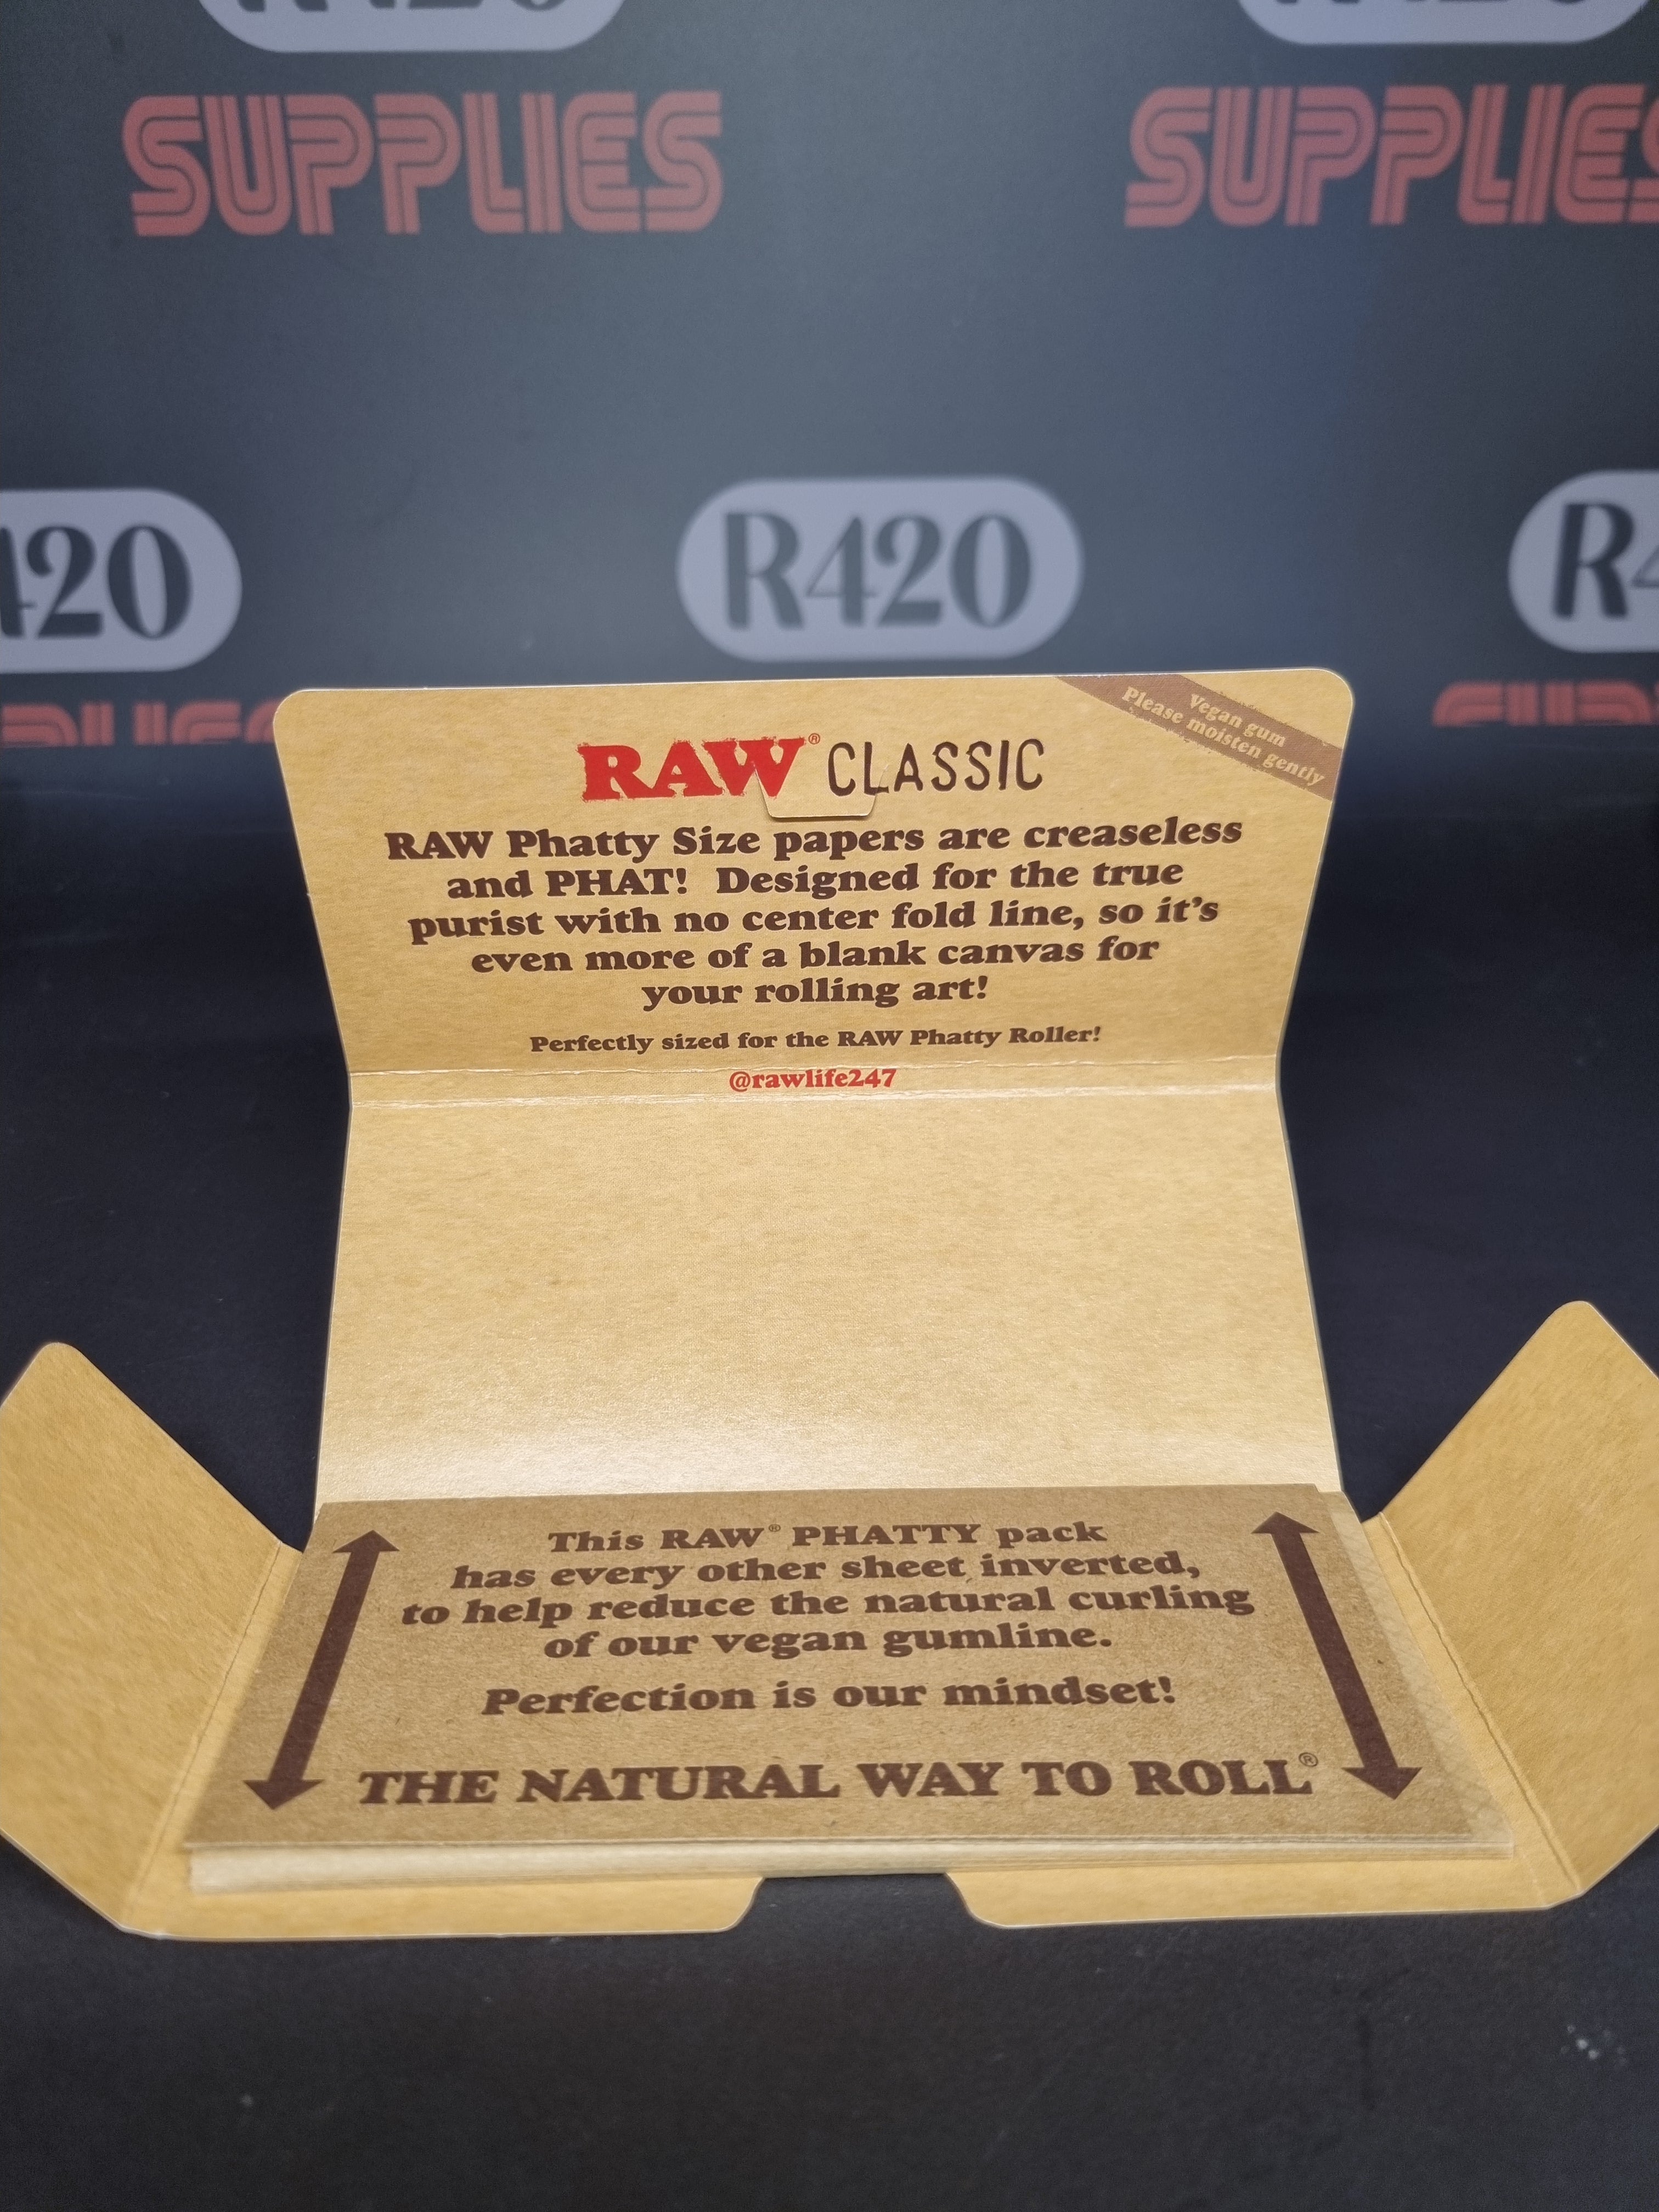 SUPPLIES
SUPPLIES
R420
RAW® CLASSIC
Vegan gum
Please moisten gently
RAW Phatty Size papers are creaseless
and PHAT! Designed for the true
purist with no center fold line, so it's
even more of a blank canvas for
your rolling art!
Perfectly sized for the RAW Phatty Roller!
@rawlife247
This RAW® PHATTY pack
has every other sheet inverted,
to help reduce the natural curling
of our vegan gumline.
Perfection is our mindset!
THE NATURAL WAY TO ROLL®